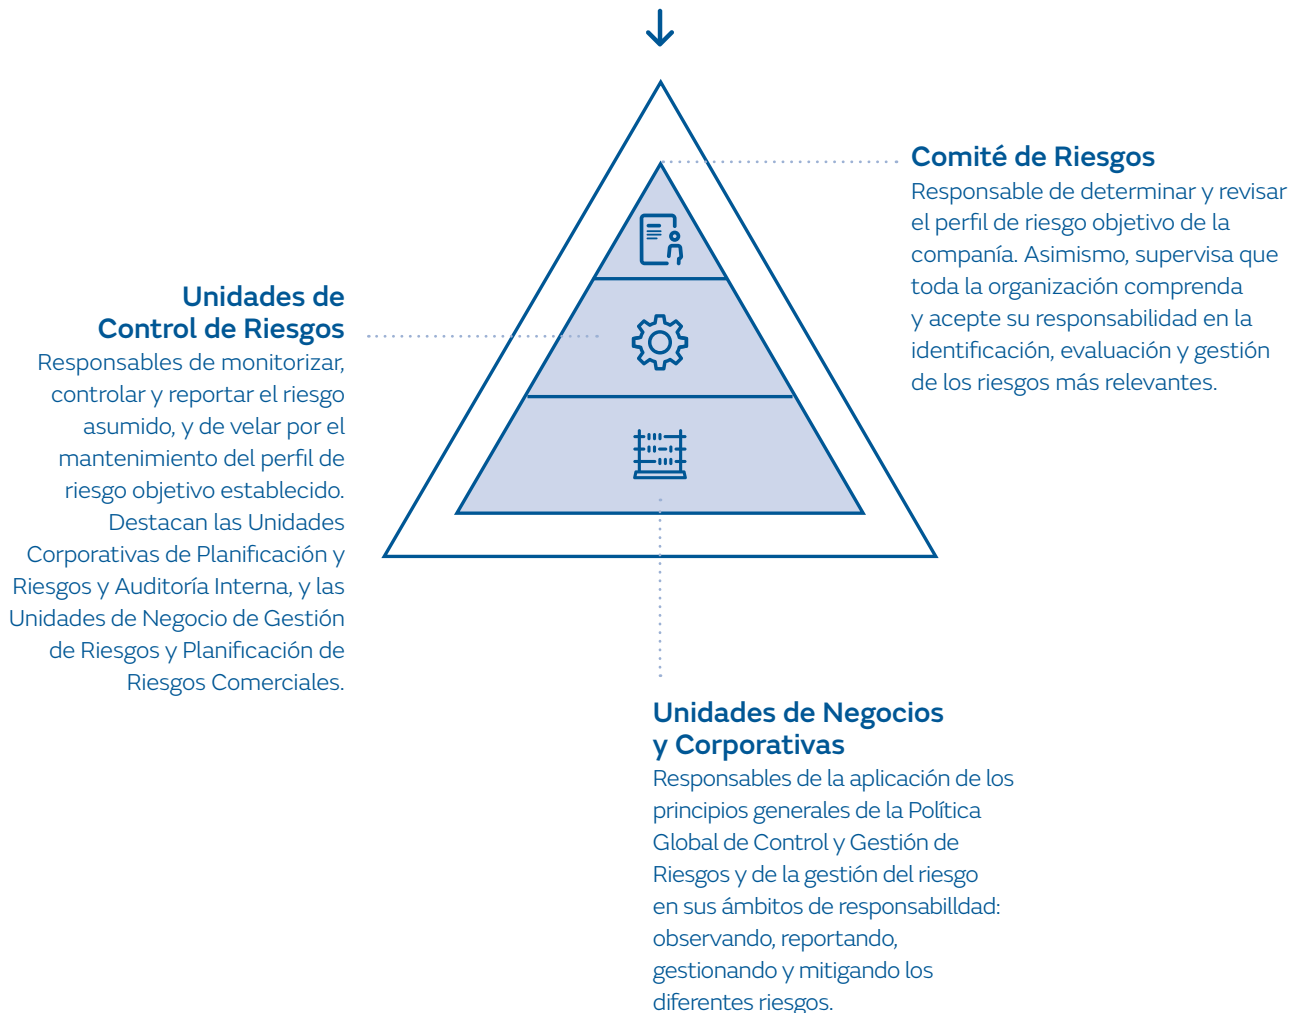 Comité de Riesgos
Responsable de determinar y revisar
el perfil de riesgo objetivo de la
companía. Asimismo, supervisa que
toda la organización comprenda
y acepte su responsabilidad en la
identificación, evaluación y gestión
de los riesgos más relevantes.
Unidades de
Control de Riesgos
Responsables de monitorizar,
controlar y reportar el riesgo
asumido, y de velar por el
mantenimiento del perfil de
riesgo objetivo establecido.
Destacan las Unidades
Corporativas de Planificación y
Riesgos y Auditoría Interna, y las
Unidades de Negocio de Gestión
de Riesgos y Planificación de
Riesgos Comerciales.
Unidades de Negocios
y Corporativas
Responsables de la aplicación de los
principios generales de la Política
Global de Control y Gestión de
Riesgos y de la gestión del riesgo
en sus ámbitos de responsabilldad:
observando, reportando,
gestionando y mitigando los
diferentes riesgos.